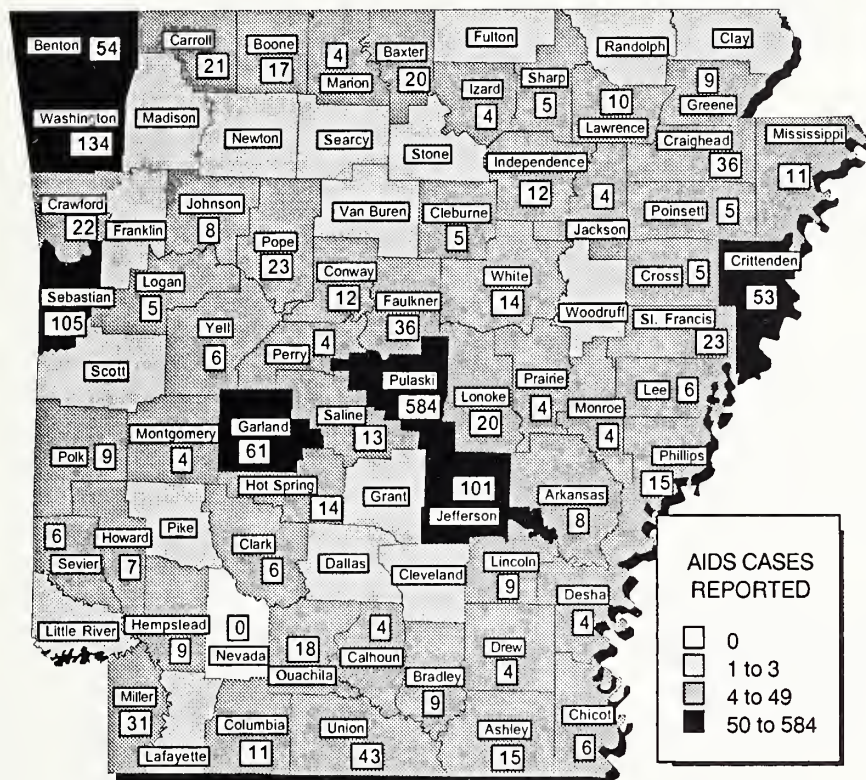 Benton 54
Carroll
21
Boone
17
4
Marion
Baxter
20
Fulton
Randolph
Clay
Izard
4
Sharp
5
10
Lawrence
9
Greene
Washington
134
Madison
Newton
Searcy
Stone
Independence
12
4
Jackson
Craighead
36
Mississippi
11
Crawford
22
Franklin
Johnson
8
Pope
23
Van Buren
Cleburne
5
Poinsett 5
Sebastian
105
Logan
5
Conway
12
Faulkner
36
White
14
Woodruff
Cross 5
Crittenden
53
St. Francis
23
Scott
Yell
6
Perry 4
Pulaski
584
Lonoke
20
Prairie
4
Monroe
4
Lee 6
Phillips
15
Polk 9
Montgomery
4
Garland
61
Saline
13
Hot Spring
14
Grant
101
Jefferson
Arkansas
8
6
Sevier
Howard
7
Pike
Clark
6
Dallas
Cleveland
Lincoln
9
Desha
4
Little River
Hempstead
9
0
Nevada
18
Ouachila
4
Calhoun
Bradley
9
Drew
4
Miller
31
Lafayette
Columbia
11
Union
43
Ashley
15
Chicot
6
AIDS CASES
REPORTED
0
1 to 3
4 to 49
50 to 584